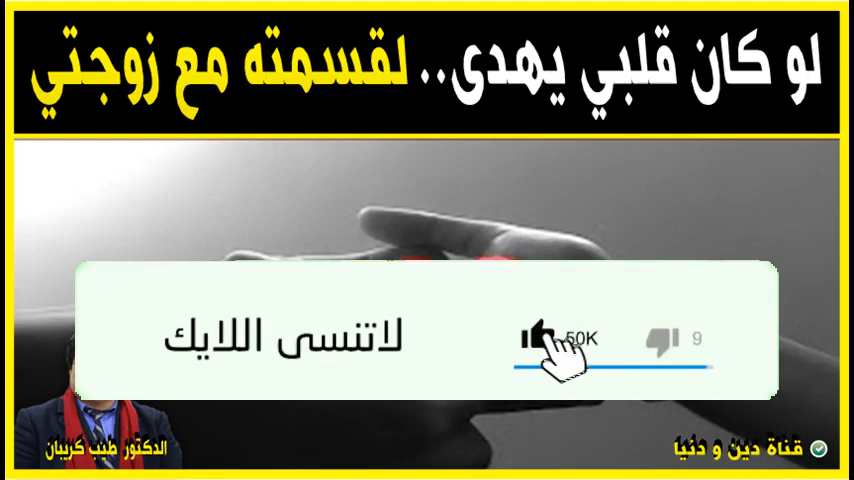 لو كان قلبي يهدى.. لقسمته مع زوجتي
لاتنسى اللايك
50K
9
الدكتور طيب كريبان
قناة دين و دنيا